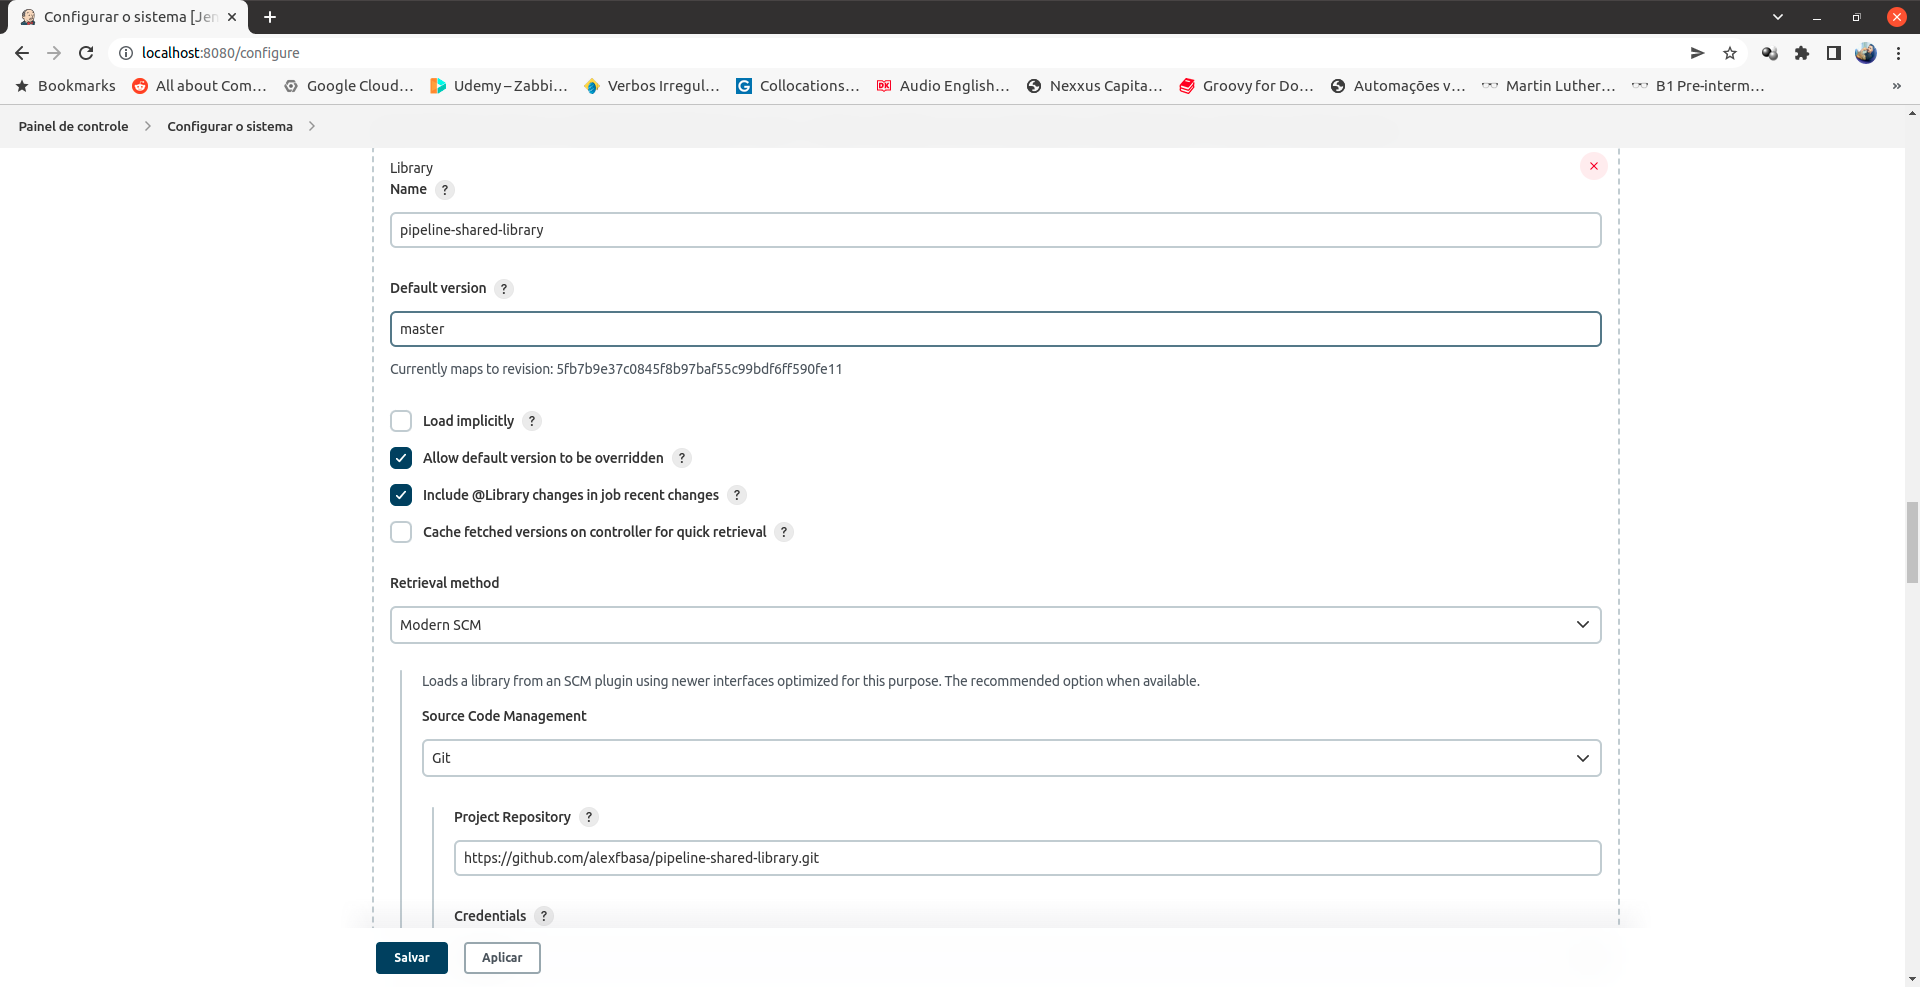 Configurar o sistema [Jen
localhost:8080/configure
Bookmarks
All about Com...
Google Cloud...
Udemy – Zabbi...
Verbos Irregul...
Collocations...
DK
Audio English...
Nexxus Capita...
Groovy for Do...
Automações v...
Martin Luther...
B1 Pre-interm...
»
Painel de controle
Configurar o sistema
Library
Name ?
pipeline-shared-library
Default version ?
master
Currently maps to revision: 5fb7b9e37c0845f8b97baf55c99bdf6ff590fe11
Load implicitly ?
Allow default version to be overridden ?
Include @Library changes in job recent changes ?
Cache fetched versions on controller for quick retrieval ?
Retrieval method
Modern SCM
Loads a library from an SCM plugin using newer interfaces optimized for this purpose. The recommended option when available.
Source Code Management
Git
Project Repository ?
https://github.com/alexfbasa/pipeline-shared-library.git
Credentials ?
Salvar
Aplicar